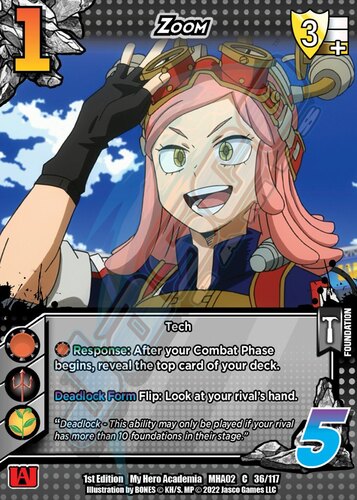 1
Zoom
3
+
FOUNDATION
Tech
Response: After your Combat Phase
begins, reveal the top card of your deck.
Deadlock Form Flip: Look at your rival's hand.
"Deadlock - This ability may only be played if your rival
has more than 10 foundations in their stage."
5
1st Edition My Hero Academia MHA02 C 36/117
Illustration by BONES © KH/S. MP © 2022 Jasco Games LLC